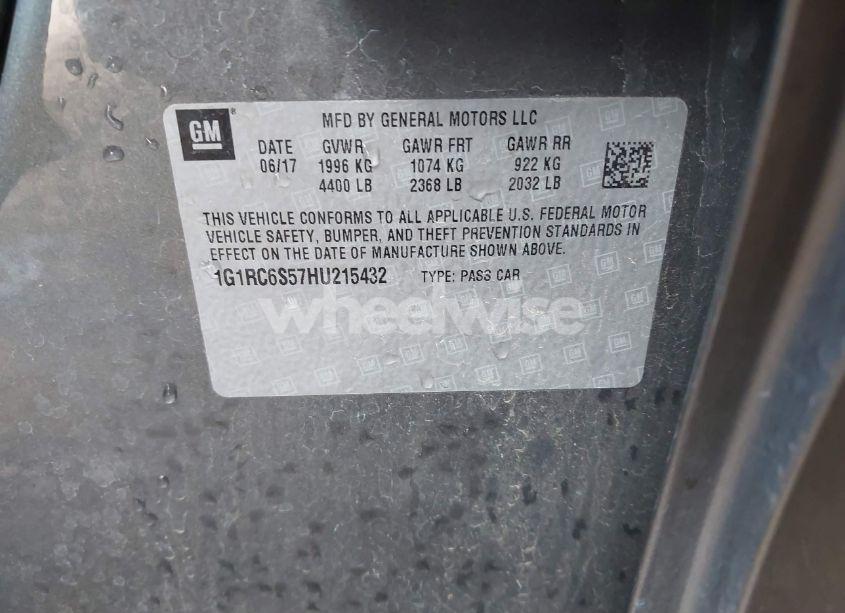 GM
MFD BY GENERAL MOTORS LLC
DATE GVWR GAWR FRT GAWR RR
06/17 1996 KG 1074 KG 922 KG
4400 LB 2368 LB 2032 LB
THIS VEHICLE CONFORMS TO ALL APPLICABLE U.S. FEDERAL MOTOR
VEHICLE SAFETY, BUMPER, AND THEFT PREVENTION STANDARDS IN
EFFECT ON THE DATE OF MANUFACTURE SHOWN ABOVE.
1G1RC6S57HU215432 TYPE: PASS CAR
wheelwise